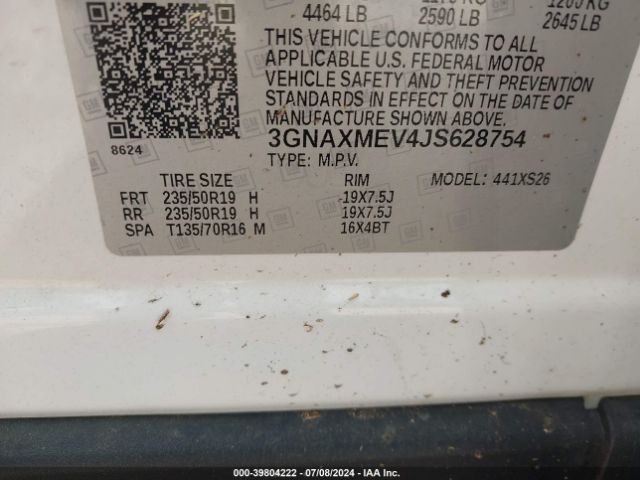 4464 LB 2590 LB 2645 LB
THIS VEHICLE CONFORMS TO ALL
APPLICABLE U.S. FEDERAL MOTOR
VEHICLE SAFETY AND THEFT PREVENTION
STANDARDS IN EFFECT ON THE DATE OF
MANUFACTURE SHOWN ABOVE.
8624
3GNAXMEV4JS628754
TYPE: M.P.V.
TIRE SIZE RIM MODEL: 441XS26
FRT 235/50R19 H 19X7.5J
RR 235/50R19 H 19X7.5J
SPA T135/70R16 M 16X4BT
GM
000-39804222 - 07/08/2024 - IAA Inc.